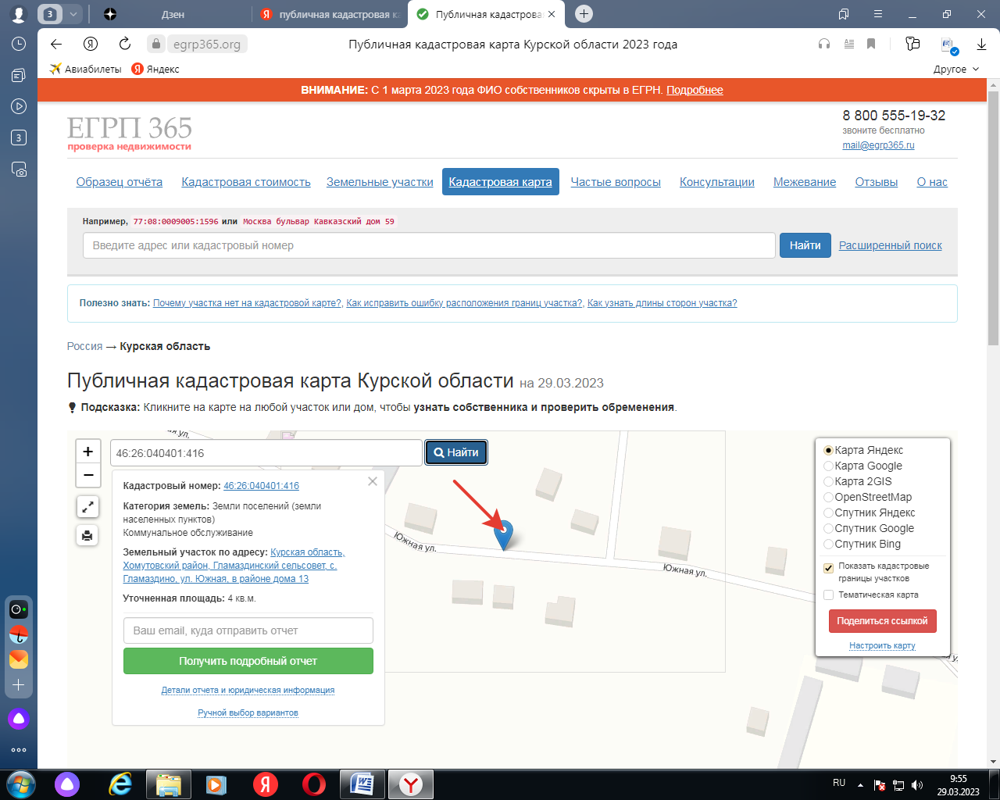 3
Дзен
публичная кадастровая к
Публичная кадастрова
egrp365.org
Публичная кадастровая карта Курской области 2023 года
Авиабилеты
Яндекс
Другое
ВНИМАНИЕ: С 1 марта 2023 года ФИО собственников скрыты в ЕГРН. Подробнее
ЕГРП 365
проверка недвижимости
8 800 555-19-32
звоните бесплатно
mail@egrp365.ru
3
Образец отчёта
Кадастровая стоимость
Земельные участки
Кадастровая карта
Частые вопросы
Консультации
Межевание
Отзывы
О нас
Например, 77:08:0009005:1596 или Москва бульвар Кавказский дом 59
Введите адрес или кадастровый номер
Найти
Расширенный поиск
Полезно знать: Почему участка нет на кадастровой карте?, Как исправить ошибку расположения границ участка?, Как узнать длины сторон участка?
Россия → Курская область
Публичная кадастровая карта Курской области на 29.03.2023
Подсказка: Кликните на карте на любой участок или дом, чтобы узнать собственника и проверить обременения.
Южная ул.
+
−
46:26:040401:416
Найти
Кадастровый номер: 46:26:040401:416
Категория земель: Земли поселений (земли
населенных пунктов)
Коммунальное обслуживание
Земельный участок по адресу: Курская область,
Хомутовский район, Гламаздинский сельсовет, с.
Гламаздино, ул. Южная, в районе дома 13
Уточненная площадь: 4 кв.м.
Ваш email, куда отправить отчет
Получить подробный отчет
Детали отчета и юридическая информация
Ручной выбор вариантов
Южная ул.
Южная ул.
Карта Яндекс
Карта Google
Карта 2GIS
OpenStreetMap
Спутник Яндекс
Спутник Google
Спутник Bing
Показать кадастровые
границы участков
Тематическая карта
Поделиться ссылкой
Настроить карту
RU
9:55
29.03.2023